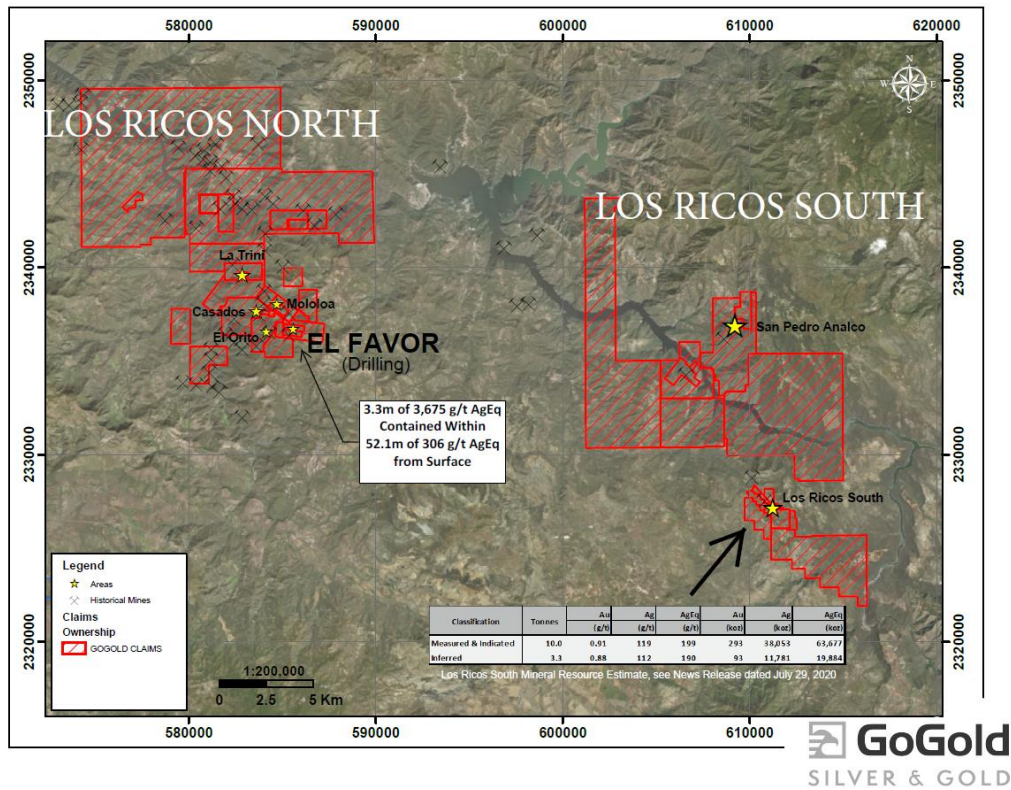 580000 590000 600000 610000 620000
2350000 2350000
N
W E
S
LOS RICOS NORTH
LOS RICOS SOUTH
2340000 2340000
La Trini
Mololoa
Casados
El Orito
EL FAVOR
(Drilling)
San Pedro Analco
3.3m of 3,675 g/t AgEq
Contained Within
52.1m of 306 g/t AgEq
from Surface
2330000 2330000
Los Ricos South
Legend
Areas
Historical Mines
Claims
Ownership
GOGOLD CLAIMS
1:200,000
0 2.5 5 Km
Classification Tonnes Au Ag AgEq Au Ag AgEq
(g/t) (g/t) (g/t) (koz) (koz) (koz)
Measured & Indicated 10.0 0.91 119 199 293 38,053 63,677
Inferred 3.3 0.88 112 190 93 11,781 19,884
Los Ricos South Mineral Resource Estimate, see News Release dated July 29, 2020
2320000 2320000
580000 590000 600000 610000
GoGold
SILVER & GOLD